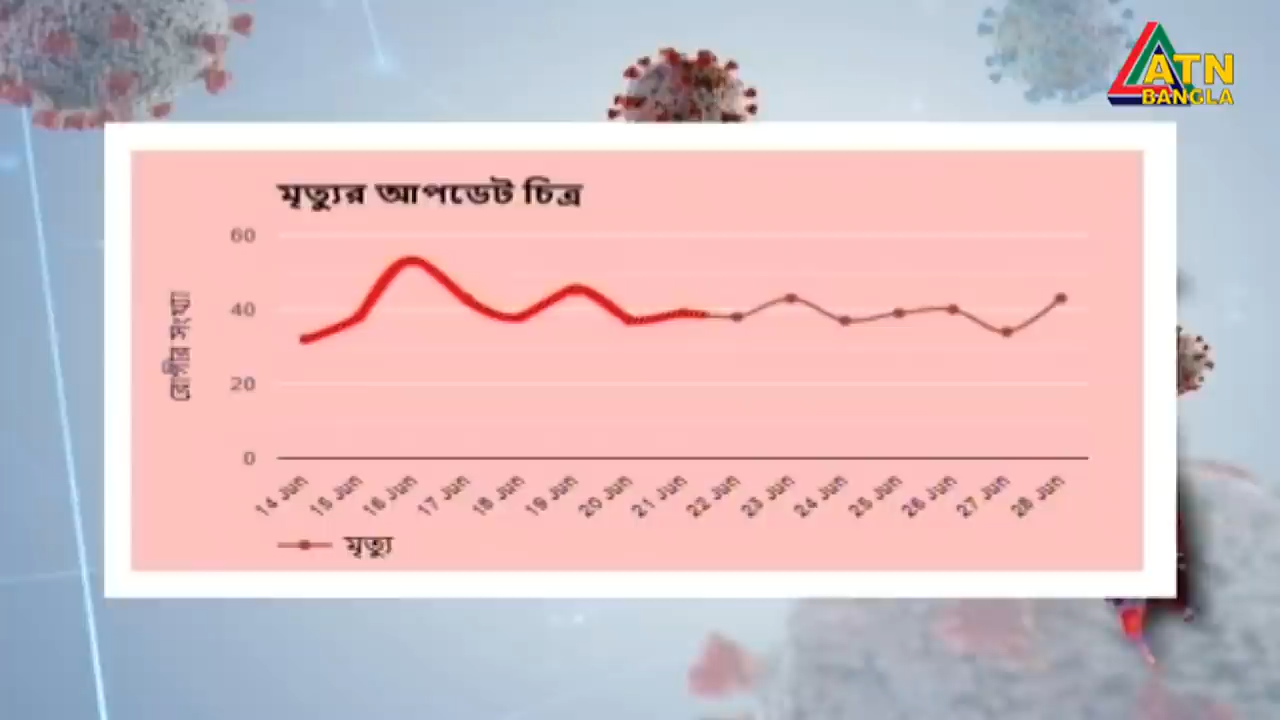 ATN
BANGLA
মৃত্যুর আপডেট চিত্র
রোগীর সংখ্যা
60
40
20
0
14 Jun
15 Jun
16 Jun
17 Jun
18 Jun
19 Jun
20 Jun
21 Jun
22 Jun
23 Jun
24 Jun
25 Jun
26 Jun
27 Jun
28 Jun
মৃত্যু